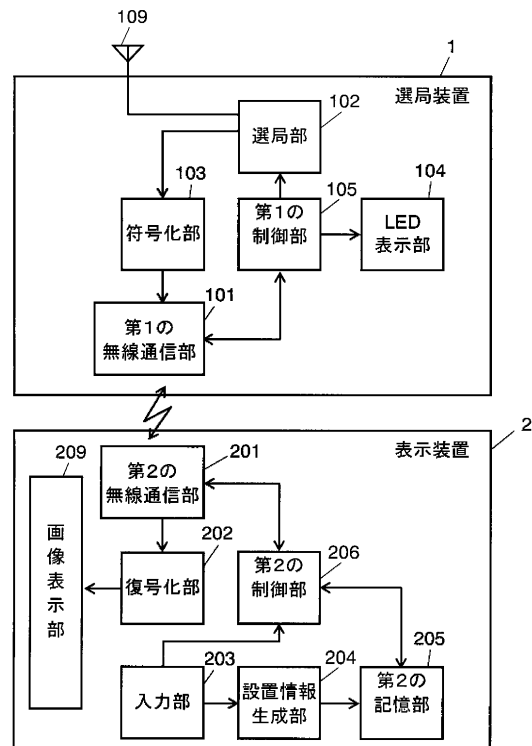 109
1
選局装置
102
選局部
103
符号化部
105
第1の
制御部
104
LED
表示部
101
第1の
無線通信部
2
表示装置
209
画像表示部
201
第2の
無線通信部
202
復号化部
206
第2の
制御部
203
入力部
204
設置情報
生成部
205
第2の
記憶部